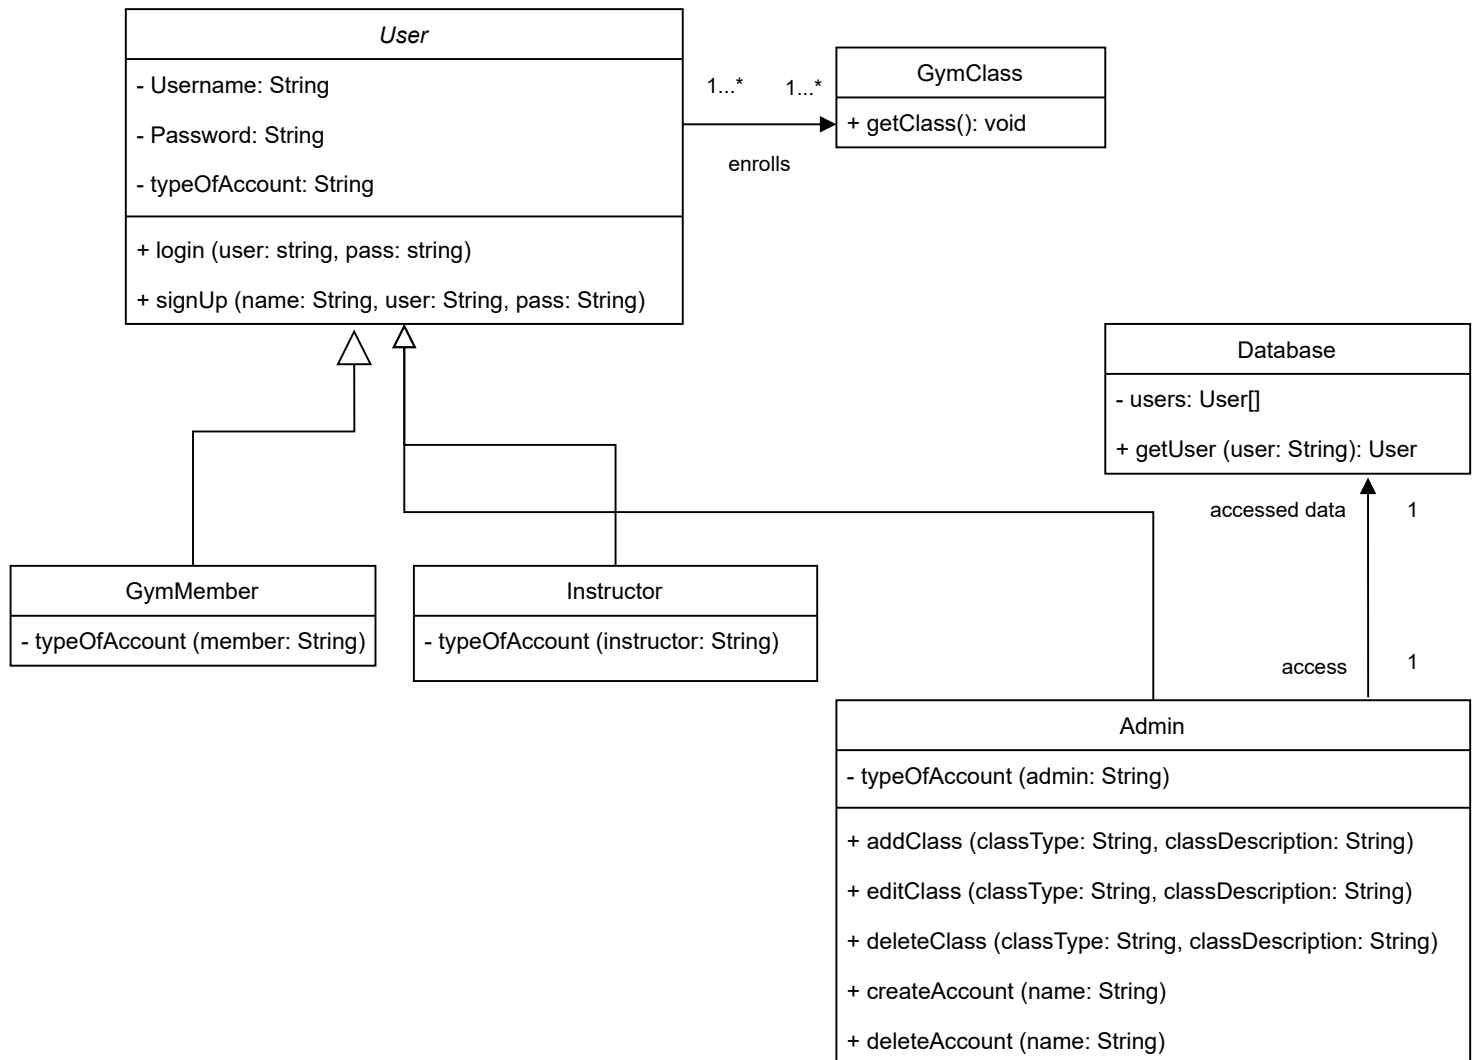 User
- Username: String
- Password: String
- typeOfAccount: String
+ login (user: string, pass: string)
+ signUp (name: String, user: String, pass: String)
1...*
1...*
enrolls
GymClass
+ getClass(): void
Database
- users: User[]
+ getUser (user: String): User
accessed data
1
access
1
GymMember
- typeOfAccount (member: String)
Instructor
- typeOfAccount (instructor: String)
Admin
- typeOfAccount (admin: String)
+ addClass (classType: String, classDescription: String)
+ editClass (classType: String, classDescription: String)
+ deleteClass (classType: String, classDescription: String)
+ createAccount (name: String)
+ deleteAccount (name: String)